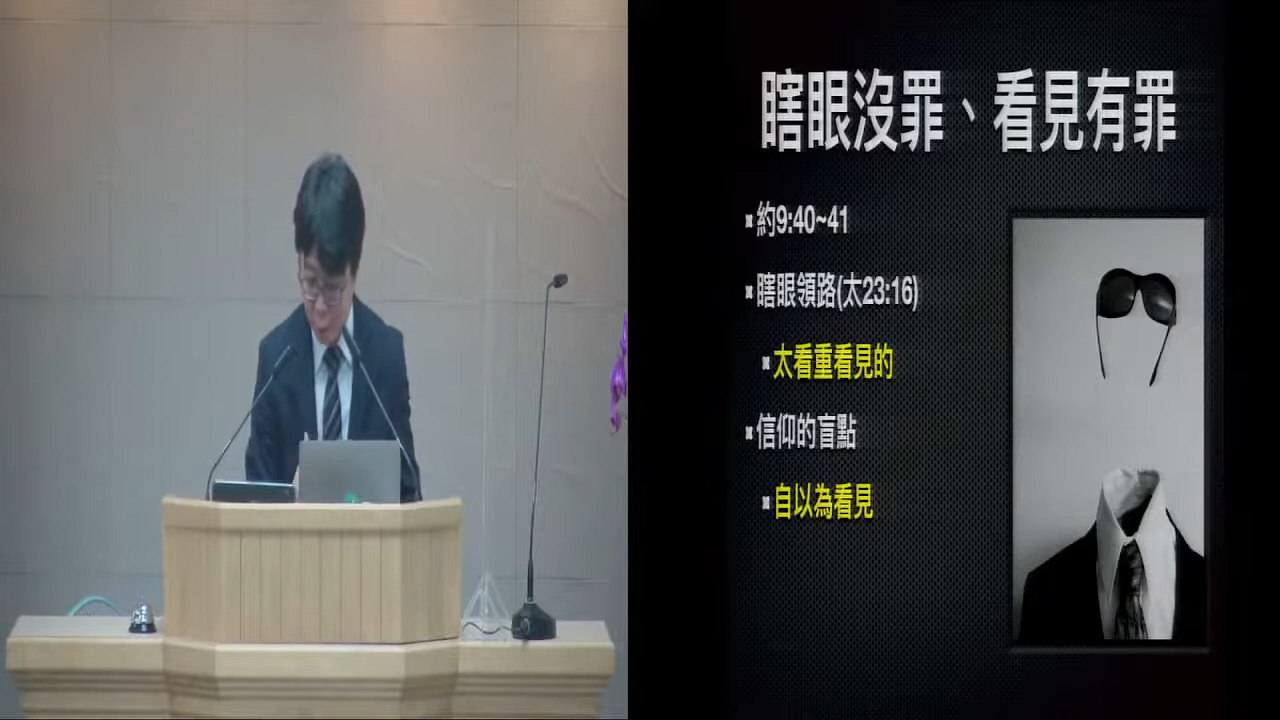 瞎眼沒罪、看見有罪
約9:40~41
瞎眼領路(太23:16)
太看重看見的
信仰的盲點
自以為看見